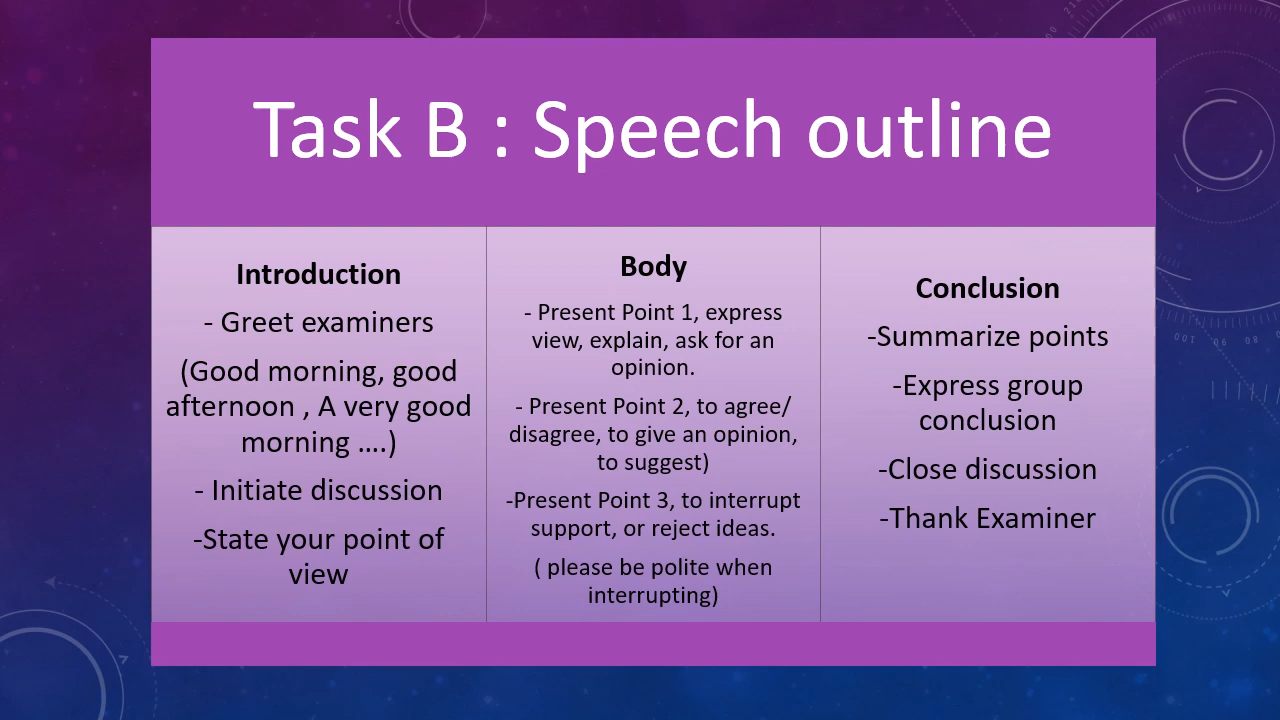 Task B : Speech outline
Introduction
- Greet examiners
(Good morning, good
afternoon , A very good
morning ....)
- Initiate discussion
-State your point of
view
Body
- Present Point 1, express
view, explain, ask for an
opinion.
- Present Point 2, to agree/
disagree, to give an opinion,
to suggest)
-Present Point 3, to interrupt
support, or reject ideas.
( please be polite when
interrupting)
Conclusion
-Summarize points
-Express group
conclusion
-Close discussion
-Thank Examiner